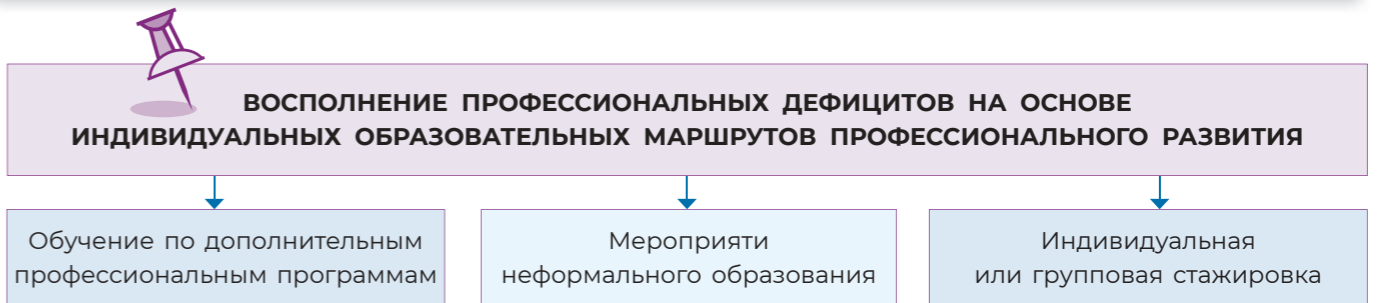 ВОСПОЛНЕНИЕ ПРОФЕССИОНАЛЬНЫХ ДЕФИЦИТОВ НА ОСНОВЕ
ИНДИВИДУАЛЬНЫХ ОБРАЗОВАТЕЛЬНЫХ МАРШРУТОВ ПРОФЕССИОНАЛЬНОГО РАЗВИТИЯ
Обучение по дополнительным
профессиональным программам
Мероприяти
неформального образования
Индивидуальная
или групповая стажировка